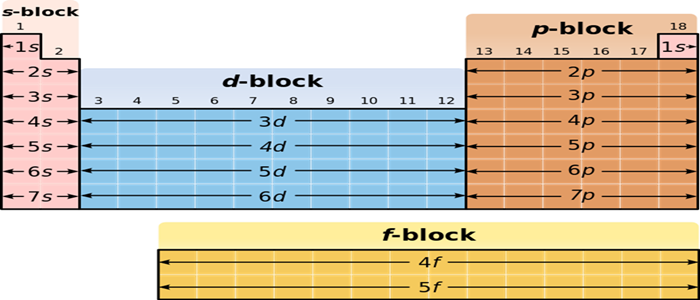 s-block
1
1s
2
2s
3s
4s
5s
6s
7s
d-block
3 4 5 6 7 8 9 10 11 12
3d
4d
5d
6d
p-block
18
13 14 15 16 17
1s
2p
3p
4p
5p
6p
7p
f-block
4f
5f